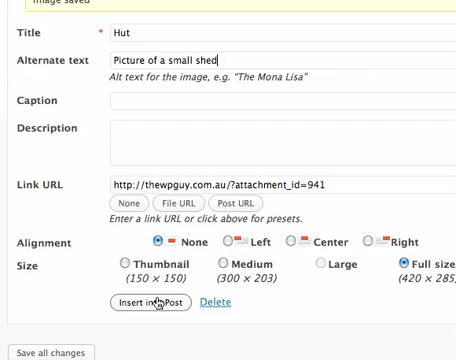 Image saved
Title * Hut
Alternate text Picture of a small shed
Alt text for the image, e.g. “The Mona Lisa”
Caption
Description
Link URL http://thewpguy.com.au/?attachment_id=941
None File URL Post URL
Enter a link URL or click above for presets.
Alignment None Left Center Right
Size Thumbnail Medium Large Full size
(150 × 150) (300 × 203) (420 × 285)
Insert into Post Delete
Save all changes